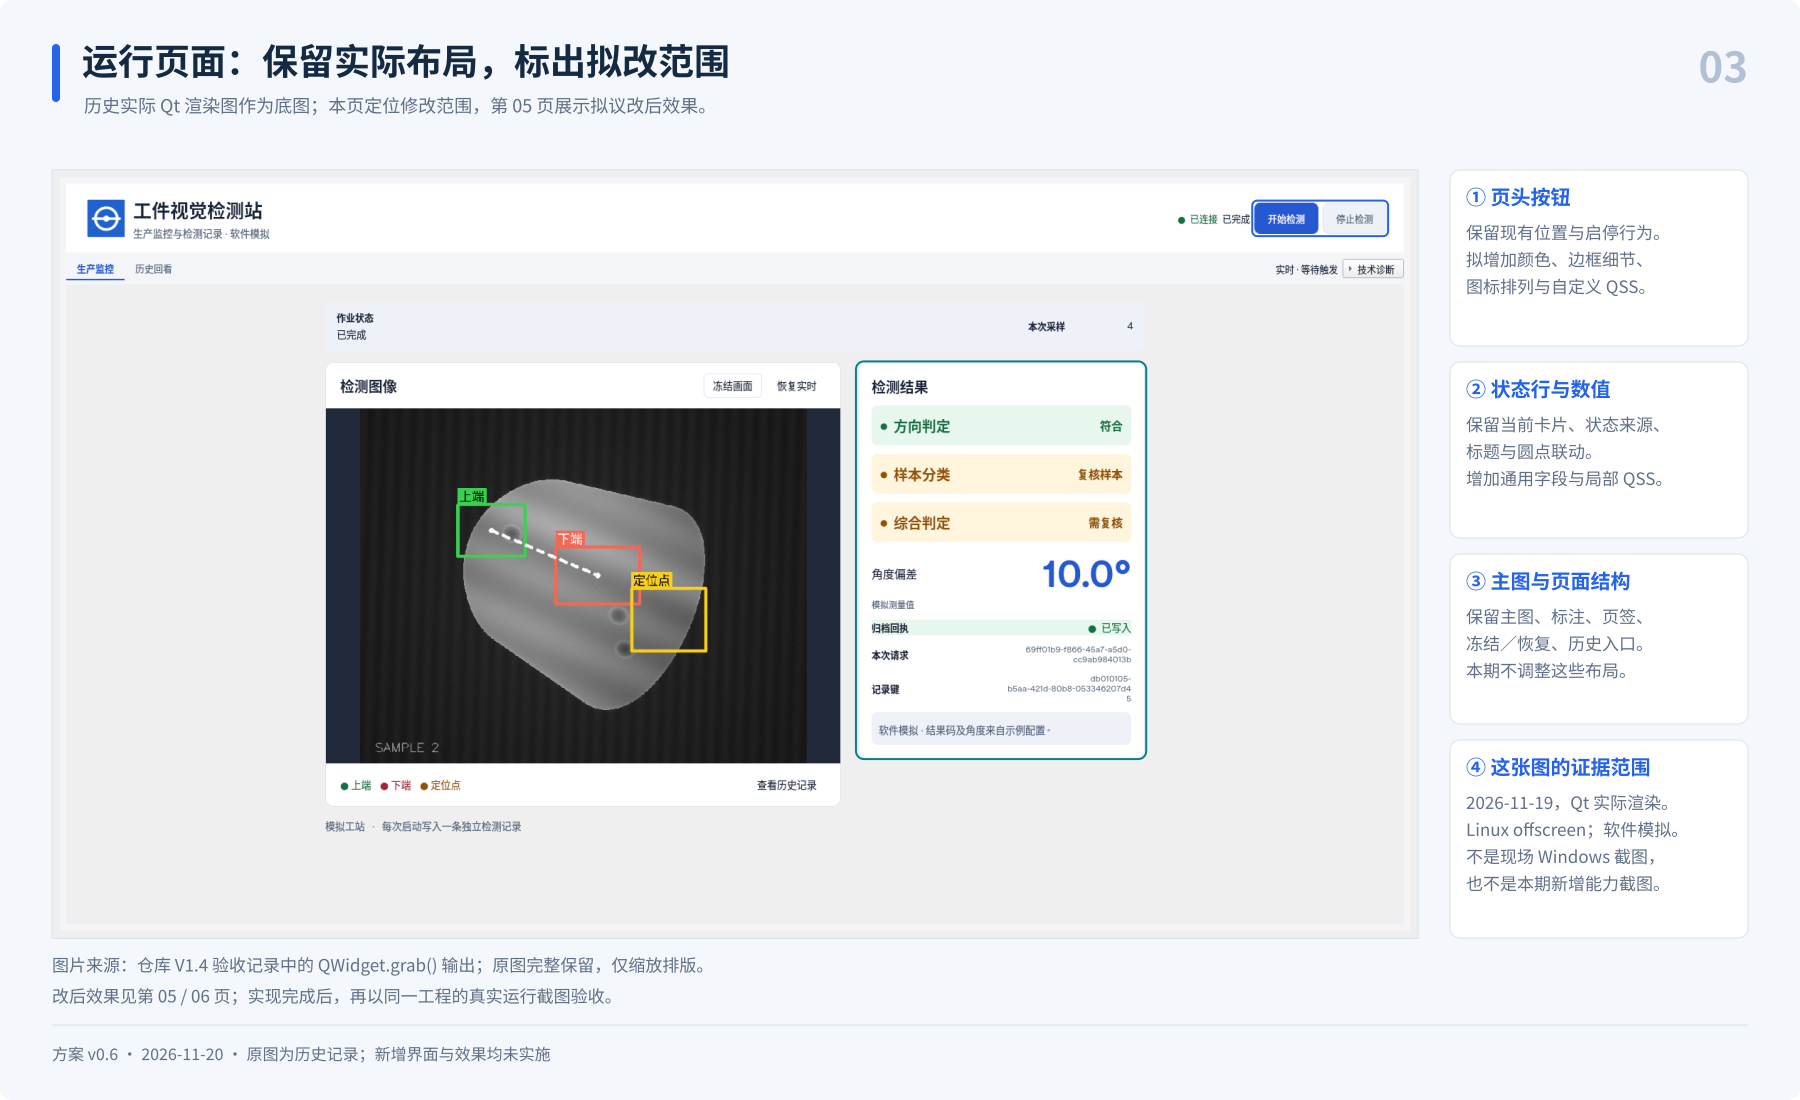 运行页面：保留实际布局，标出拟改范围
03
历史实际 Qt 渲染图作为底图；本页定位修改范围，第 05 页展示拟议改后效果。
工件视觉检测站
生产监控与检测记录 · 软件模拟
已连接 已完成 开始检测 停止检测
生产监控 历史回看
实时 · 等待触发 技术诊断
作业状态
已完成
本次采样 4
检测图像 冻结画面 恢复实时
上端
下端
定位点
SAMPLE 2
上端 下端 定位点 查看历史记录
模拟工站 · 每次启动写入一条独立检测记录
检测结果
方向判定 符合
样本分类 复核样本
综合判定 需复核
角度偏差 10.0°
模拟测量值
归档回执 已写入
本次请求 69ff01b9-f866-45a7-a5d0-
cc9ab984013b
记录键 db010105-
b5aa-421d-80b8-053346207d4
5
软件模拟 · 结果码及角度来自示例配置。
① 页头按钮
保留现有位置与启停行为。
拟增加颜色、边框细节、
图标排列与自定义 QSS。
② 状态行与数值
保留当前卡片、状态来源、
标题与圆点联动。
增加通用字段与局部 QSS。
③ 主图与页面结构
保留主图、标注、页签、
冻结／恢复、历史入口。
本期不调整这些布局。
④ 这张图的证据范围
2026-11-19，Qt 实际渲染。
Linux offscreen；软件模拟。
不是现场 Windows 截图，
也不是本期新增能力截图。
图片来源：仓库 V1.4 验收记录中的 QWidget.grab() 输出；原图完整保留，仅缩放排版。
改后效果见第 05 / 06 页；实现完成后，再以同一工程的真实运行截图验收。
方案 v0.6 • 2026-11-20 • 原图为历史记录；新增界面与效果均未实施